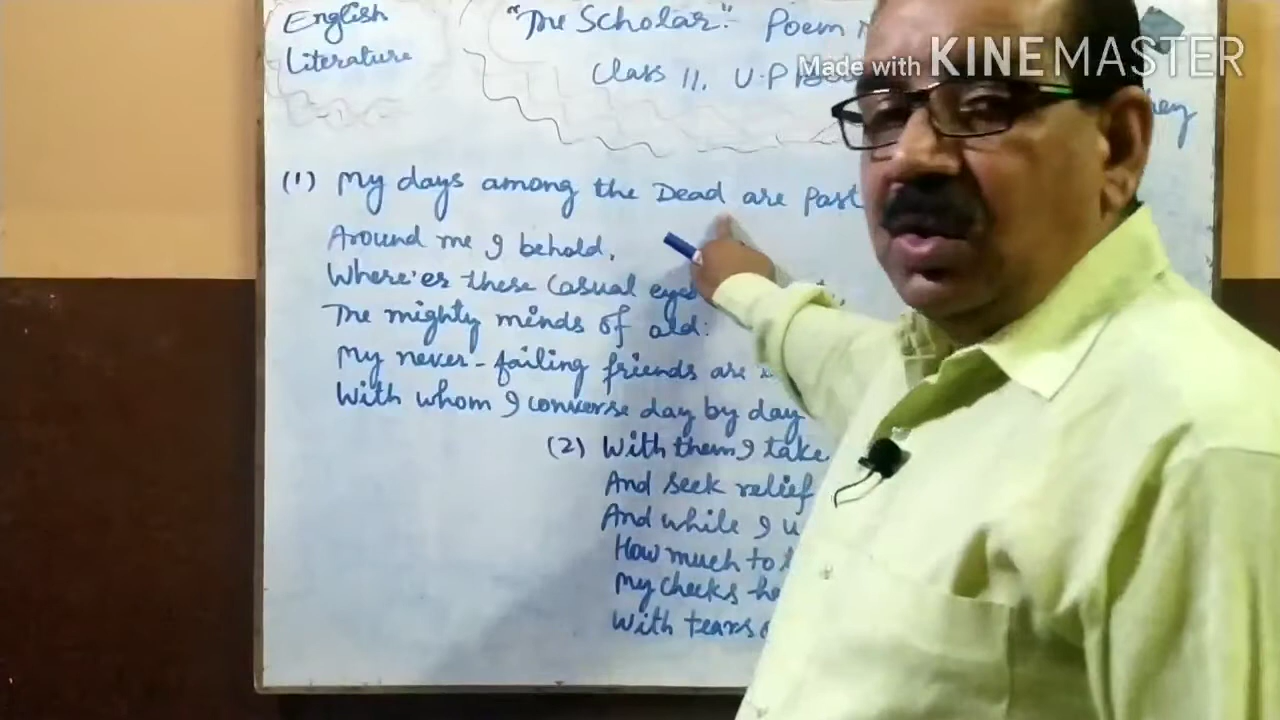 English
Literature
"The Scholar". Poem
Class 11, U.P
Made with KINEMASTER
hey
(1) My days among the Dead are Past
Around me I behold,
Where'er these Casual eyes
The mighty minds of old:
My never-failing friends are
With whom I converse day by day
(2) With them I take
And seek relief
And while I
How much to
My cheeks
With tears